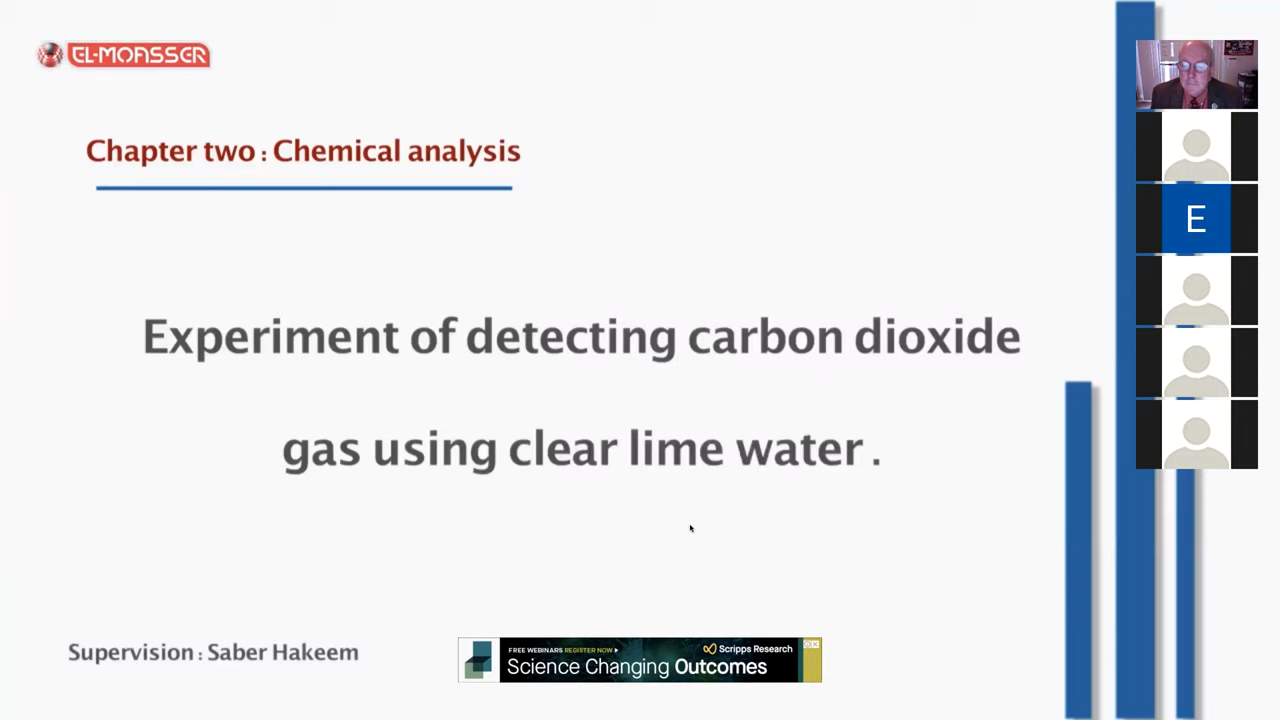 EL-MOASSER
Chapter two : Chemical analysis
E
Experiment of detecting carbon dioxide
gas using clear lime water .
Supervision : Saber Hakeem
FREE WEBINARS REGISTER NOW
Scripps Research
Science Changing Outcomes